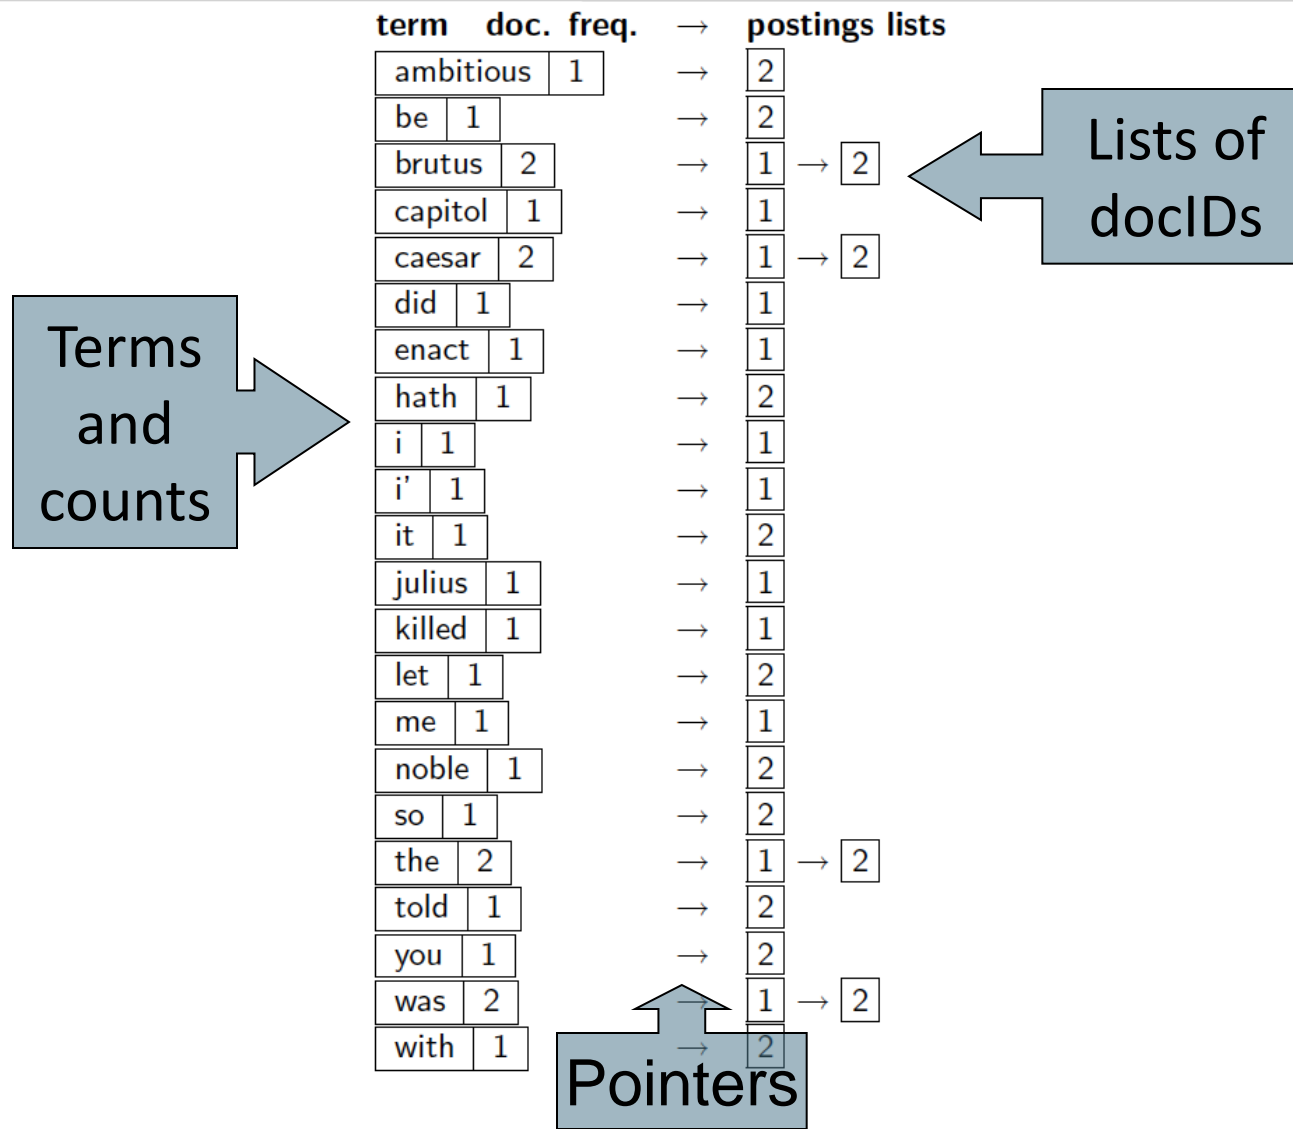 term doc. freq. → postings lists
ambitious 1 → 2
be 1 → 2
brutus 2 → 1 → 2
capitol 1 → 1
caesar 2 → 1 → 2
did 1 → 1
enact 1 → 1
hath 1 → 2
i 1 → 1
i' 1 → 1
it 1 → 2
julius 1 → 1
killed 1 → 1
let 1 → 2
me 1 → 1
noble 1 → 2
so 1 → 2
the 2 → 1 → 2
told 1 → 2
you 1 → 2
was 2 → 1 → 2
with 1 → 2
Lists of
docIDs
Terms
and
counts
Pointers